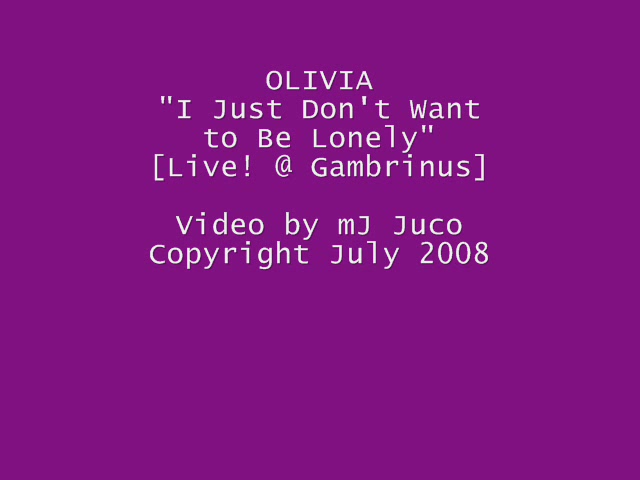 OLIVIA
"I Just Don't Want
to Be Lonely"
[Live! @ Gambrinus]
Video by mJ Juco
Copyright July 2008